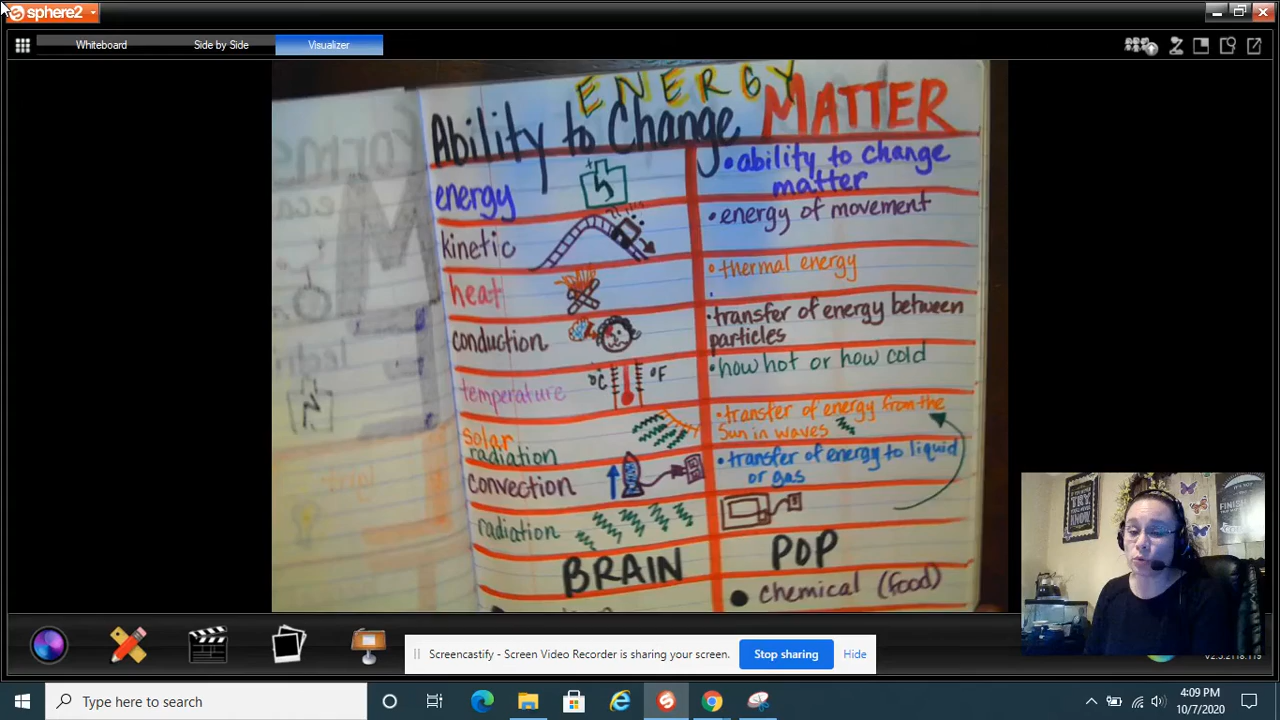 sphere2
Whiteboard
Side by Side
Visualizer
ENERGY
Ability to Change MATTER
energy
• ability to change
matter
kinetic
• energy of movement
heat
• thermal energy
conduction
• transfer of energy between
particles
temperature
°C
°F
• how hot or how cold
solar
radiation
• transfer of energy from the
Sun in waves
convection
• transfer of energy to liquid
or gas
radiation
BRAIN
POP
• chemical (food)
TRY
FINISH
Screencastify - Screen Video Recorder is sharing your screen.
Stop sharing
Hide
Type here to search
4:09 PM
10/7/2020